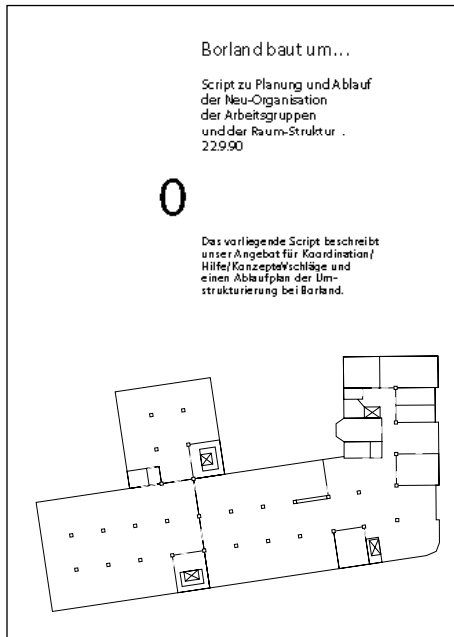 Borland baut um...
Script zu Planung und Ablauf
der Neu-Organisation
der Arbeitsgruppen
und der Raum-Struktur .
22.9.90
0
Das vorliegende Script beschreibt
unser Angebot für Koordination/
Hilfe/Konzepte/Vschläge und
einen Ablaufplan der Um-
strukturierung bei Borland.